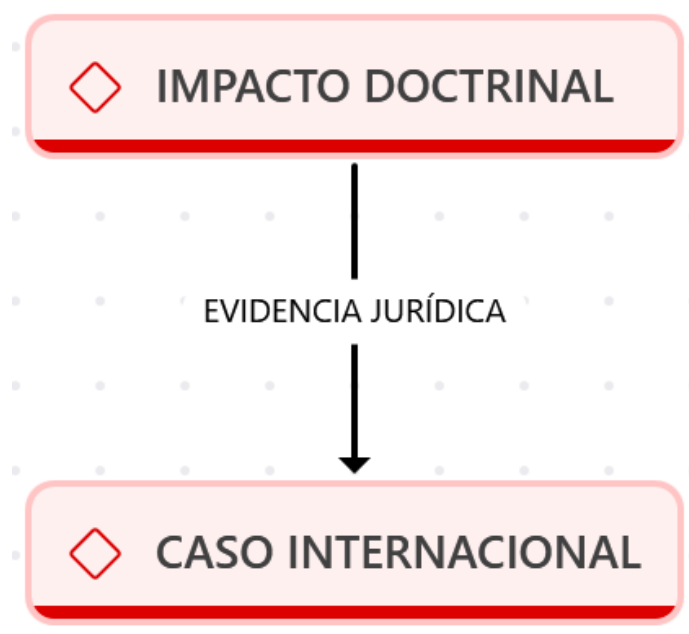 IMPACTO DOCTRINAL
EVIDENCIA JURÍDICA
CASO INTERNACIONAL